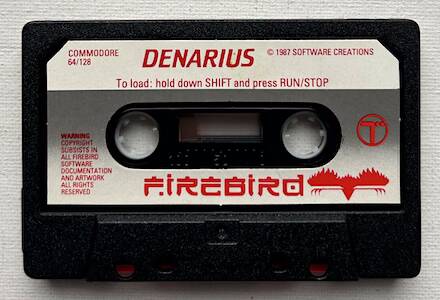 COMMODORE
64/128
DENARIUS
© 1987 SOFTWARE CREATIONS
To load: hold down SHIFT and press RUN/STOP
WARNING
COPYRIGHT
SUBSISTS IN
ALL FIREBIRD
SOFTWARE
DOCUMENTATION
AND ARTWORK
ALL RIGHTS
RESERVED
FIREBIRD